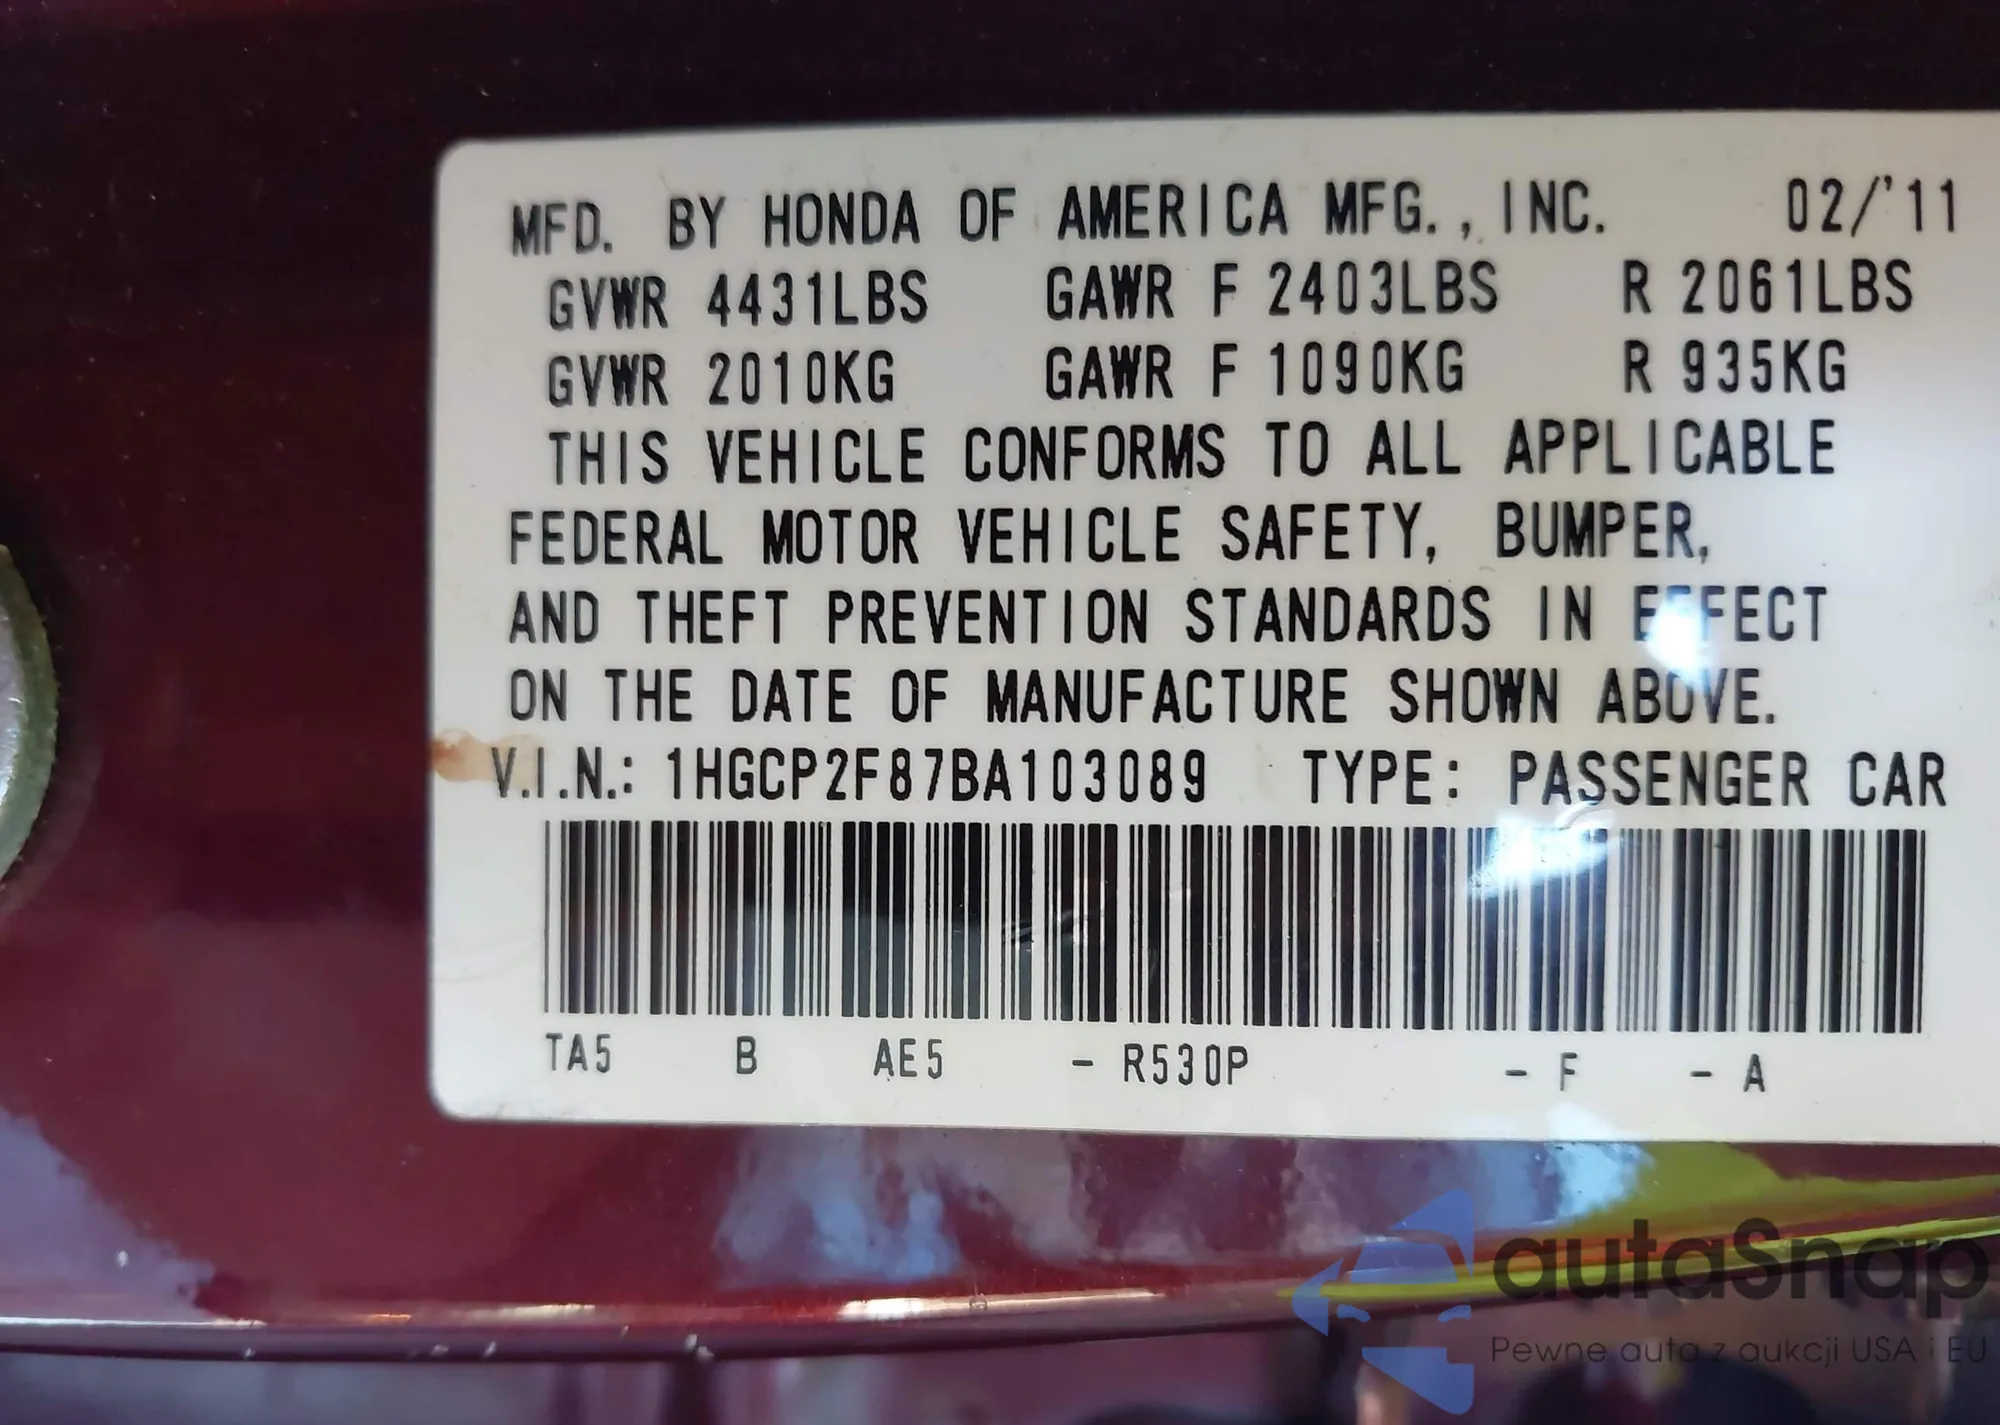 MFD. BY HONDA OF AMERICA MFG., INC. 02/'11
GVWR 4431LBS GAWR F 2403LBS R 2061LBS
GVWR 2010KG GAWR F 1090KG R 935KG
THIS VEHICLE CONFORMS TO ALL APPLICABLE
FEDERAL MOTOR VEHICLE SAFETY, BUMPER,
AND THEFT PREVENTION STANDARDS IN EFFECT
ON THE DATE OF MANUFACTURE SHOWN ABOVE.
V.I.N.: 1HGCP2F87BA103089 TYPE: PASSENGER CAR
TA5 B AE5 - R530P - F - A
autaSnap
Pewne auta z aukcji USA i EU